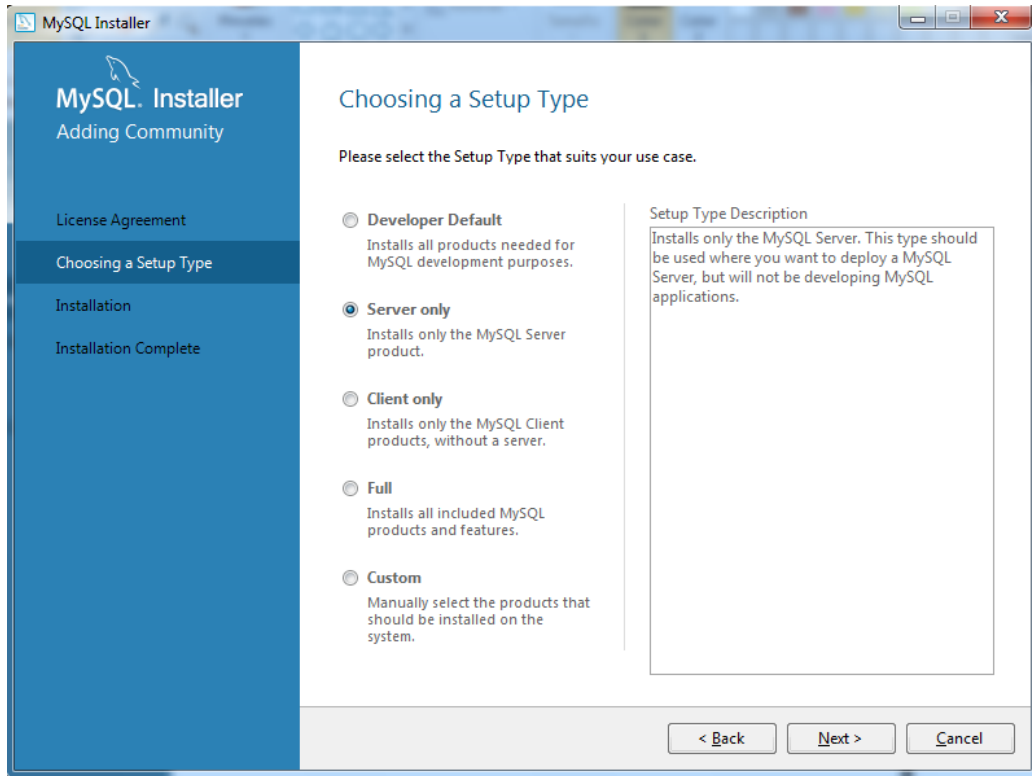 MySQL Installer
MySQL. Installer
Adding Community
License Agreement
Choosing a Setup Type
Installation
Installation Complete
Choosing a Setup Type
Please select the Setup Type that suits your use case.
Developer Default
Installs all products needed for
MySQL development purposes.
Server only
Installs only the MySQL Server
product.
Client only
Installs only the MySQL Client
products, without a server.
Full
Installs all included MySQL
products and features.
Custom
Manually select the products that
should be installed on the
system.
Setup Type Description
Installs only the MySQL Server. This type should
be used where you want to deploy a MySQL
Server, but will not be developing MySQL
applications.
< Back
Next >
Cancel